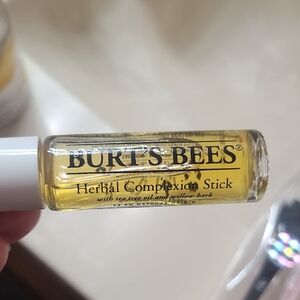 BURT'S BEES®
Herbal Complexion Stick
with tea tree oil and willow bark